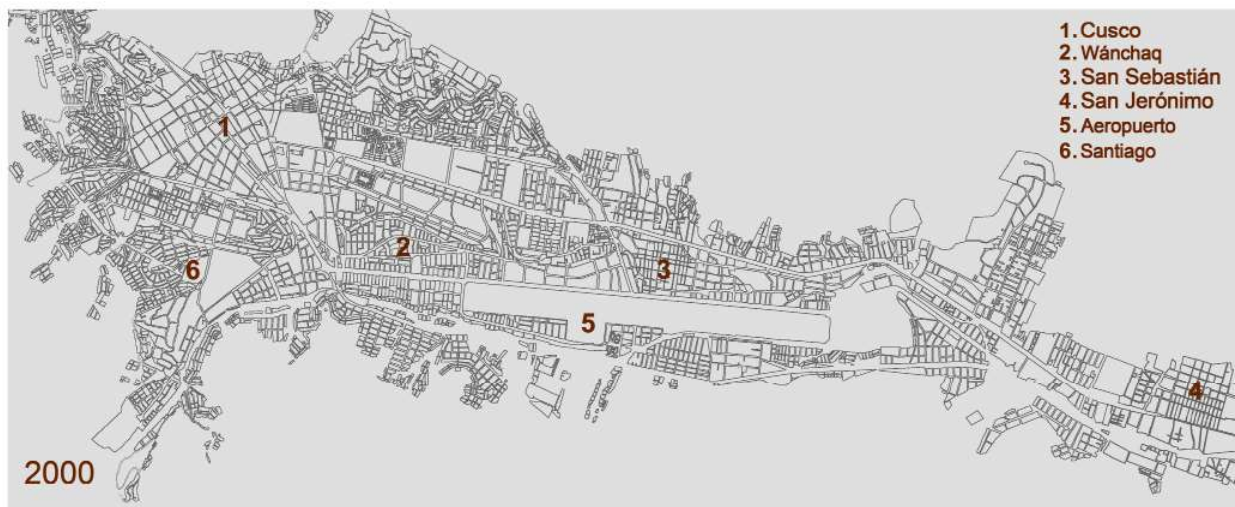 1. Cusco
2. Wánchaq
3. San Sebastián
4. San Jerónimo
5. Aeropuerto
6. Santiago
1
2
6
3
5
4
2000